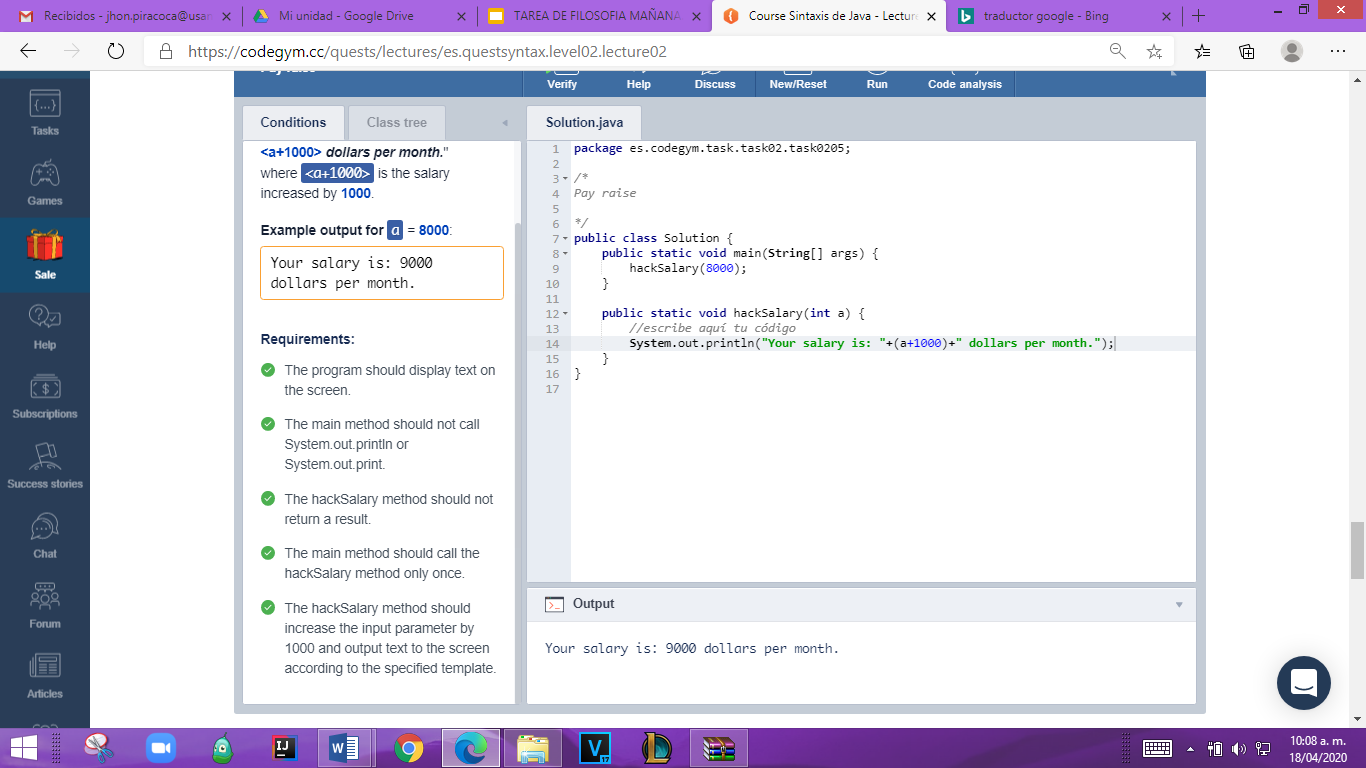 Recibidos - jhon.piracoca@usan
Mi unidad - Google Drive
TAREA DE FILOSOFIA MAÑANA
Course Sintaxis de Java - Lecture
traductor google - Bing
https://codegym.cc/quests/lectures/es.questsyntax.level02.lecture02
Verify
Help
Discuss
New/Reset
Run
Code analysis
Tasks
Games
Sale
Help
Subscriptions
Success stories
Chat
Forum
Articles
Conditions
Class tree
<a+1000> dollars per month."
where <a+1000> is the salary
increased by 1000.
Example output for a = 8000:
Your salary is: 9000
dollars per month.
Requirements:
The program should display text on
the screen.
The main method should not call
System.out.println or
System.out.print.
The hackSalary method should not
return a result.
The main method should call the
hackSalary method only once.
The hackSalary method should
increase the input parameter by
1000 and output text to the screen
according to the specified template.
Solution.java
1 package es.codegym.task.task02.task0205;
2
3 /*
4 Pay raise
5
6 */
7 public class Solution {
8 public static void main(String[] args) {
9 hackSalary(8000);
10 }
11
12 public static void hackSalary(int a) {
13 //escribe aquí tu código
14 System.out.println("Your salary is: "+(a+1000)+" dollars per month.");
15 }
16 }
17
Output
Your salary is: 9000 dollars per month.
10:08 a. m.
18/04/2020